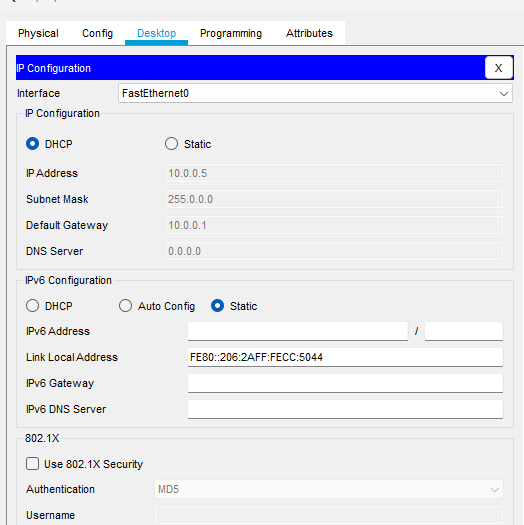 Physical Config Desktop Programming Attributes
IP Configuration X
Interface FastEthernet0
IP Configuration
DHCP Static
IP Address 10.0.0.5
Subnet Mask 255.0.0.0
Default Gateway 10.0.0.1
DNS Server 0.0.0.0
IPv6 Configuration
DHCP Auto Config Static
IPv6 Address /
Link Local Address FE80::206:2AFF:FECC:5044
IPv6 Gateway
IPv6 DNS Server
802.1X
Use 802.1X Security
Authentication MD5
Username